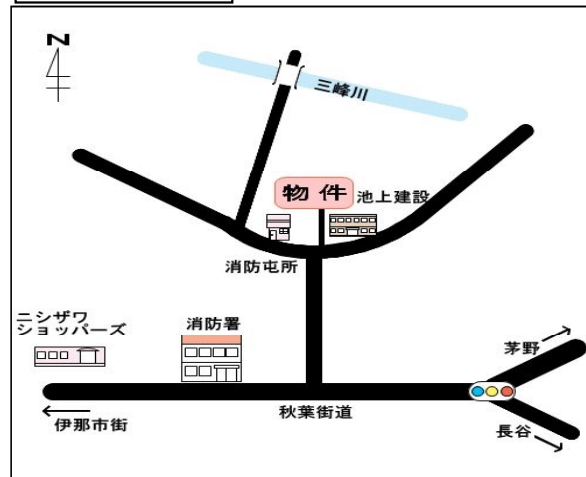 N
三峰川
物件
池上建設
消防屯所
ニシザワ
ショッパーズ
消防署
茅野
秋葉街道
伊那市街
長谷